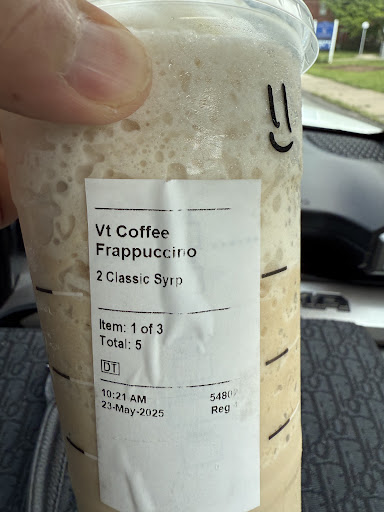 Vt Coffee
Frappuccino
2 Classic Syrp
Item: 1 of 3
Total: 5
DT
10:21 AM 5480
23-May-2025 Reg